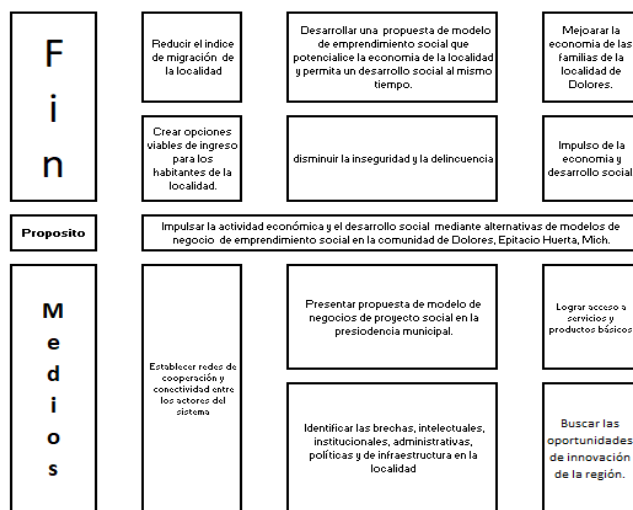 F
i
n
Reducir el indice
de migración de
la localidad
Desarrollar una propuesta de modelo
de emprendimiento social que
potencialice la economia de la localidad
y permita un desarrollo social al mismo
tiempo.
Mejoarar la
economia de las
familias de la
localidad de
Dolores.
Crear opciones
viables de ingreso
para los
habitantes de la
localidad.
disminuir la inseguridad y la delincuencia
Impulso de la
economia y
desarrollo social
Proposito
Impulsar la actividad económica y el desarrollo social mediante alternativas de modelos de
negocio de emprendimiento social en la comunidad de Dolores, Epitacio Huerta, Mich.
M
e
d
i
o
s
Establecer redes de
cooperación y
conectividad entre
los actores del
sistema
Presentar propuesta de modelo de
negocios de proyecto social en la
presiodencia municipal.
Lograr acceso a
servicios y
productos básicos
Identificar las brechas, intelectuales,
institucionales, administrativas,
políticas y de infraestructura en la
localidad
Buscar las
oportunidades
de innovación
de la región.